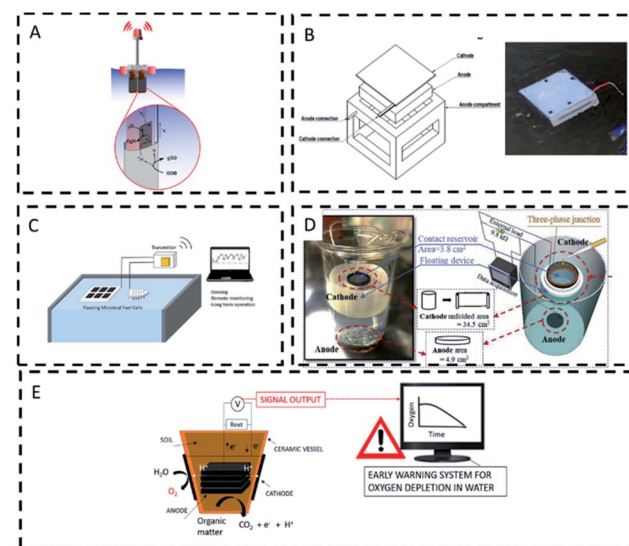 A
B
Cathode
Anode
Anode compartment
Anode connection
Cathode connection
C
Transmitter
-Sensing
-Remote monitoring
-Long term operation
Floating Microbial Fuel Cells
D
External load
9.8 kΩ
Three-phase junction
Contact reservoir
Area=3.8 cm²
Floating device
Cathode
Data acquisition
Cathode
Cathode unfolded area
= 34.5 cm²
Anode
Anode
Anode area
= 4.9 cm²
E
V
SIGNAL OUTPUT
Rext
SOIL
e⁻
e⁻
CERAMIC VESSEL
H⁺
H⁺
H₂O
O₂
CATHODE
ANODE
Organic
matter
CO₂ + e⁻ + H⁺
Oxygen
Time
EARLY WARNING SYSTEM FOR
OXYGEN DEPLETION IN WATER